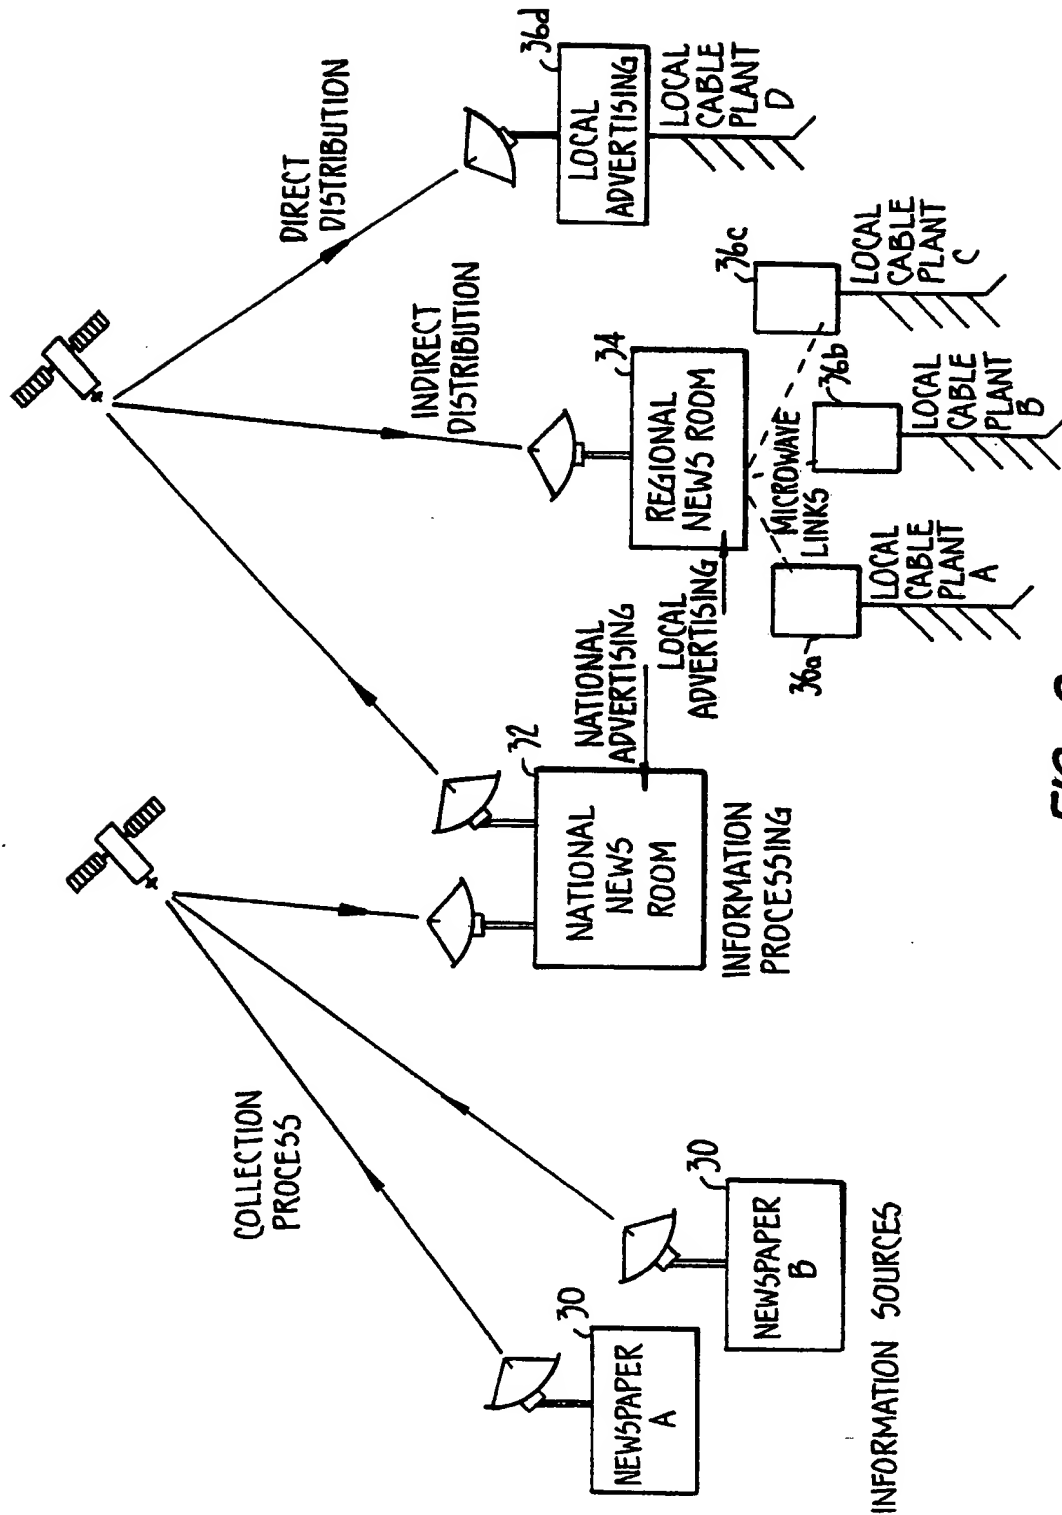 COLLECTION
PROCESS
DIRECT
DISTRIBUTION
INDIRECT
DISTRIBUTION
NEWSPAPER
A
30
NEWSPAPER
B
30
INFORMATION SOURCES
NATIONAL
NEWS
ROOM
32
INFORMATION
PROCESSING
NATIONAL
ADVERTISING
LOCAL
ADVERTISING
REGIONAL
NEWS ROOM
34
MICROWAVE
LINKS
36a
LOCAL
CABLE
PLANT
A
36b
LOCAL
CABLE
PLANT
B
36c
LOCAL
CABLE
PLANT
C
LOCAL
ADVERTISING
36d
LOCAL
CABLE
PLANT
D